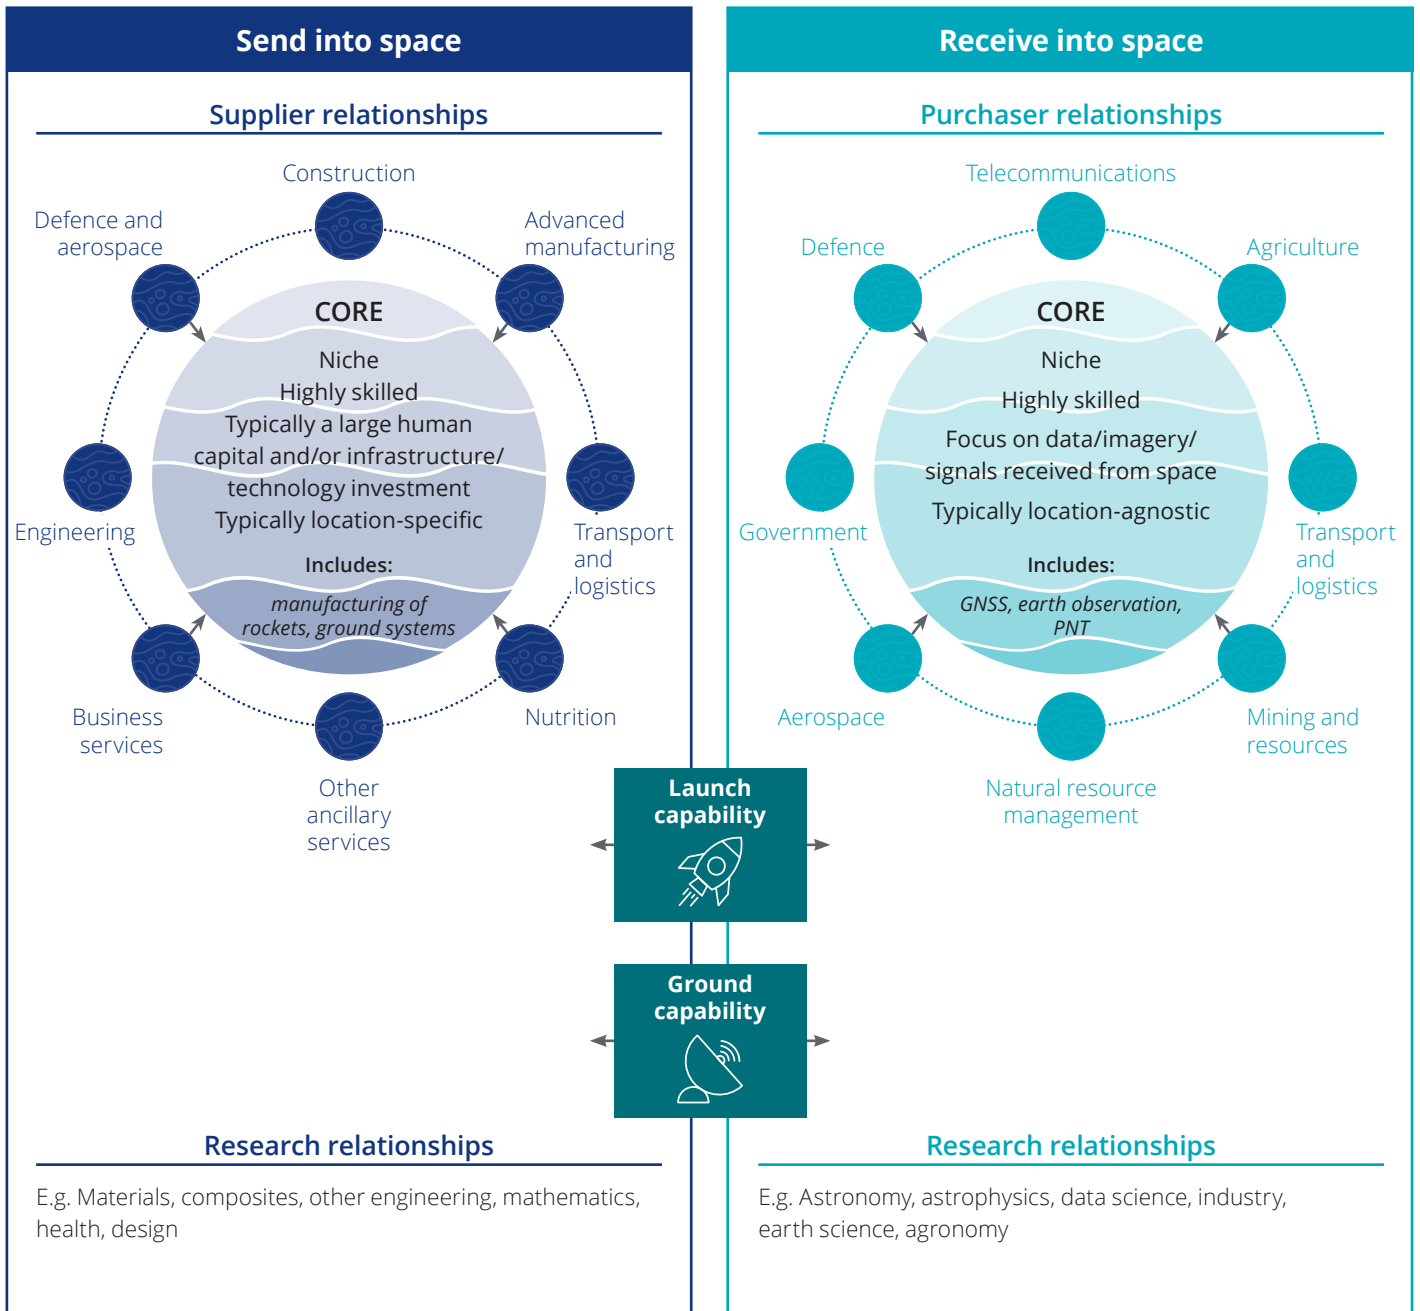 Send into space
Supplier relationships
Construction
Defence and
aerospace
Advanced
manufacturing
CORE
Niche
Highly skilled
Typically a large human
capital and/or infrastructure/
technology investment
Typically location-specific
Includes:
manufacturing of
rockets, ground systems
Engineering
Transport
and
logistics
Business
services
Nutrition
Other
ancillary
services
Receive into space
Purchaser relationships
Telecommunications
Defence
Agriculture
CORE
Niche
Highly skilled
Focus on data/imagery/
signals received from space
Typically location-agnostic
Includes:
GNSS, earth observation,
PNT
Government
Transport
and
logistics
Aerospace
Mining and
resources
Natural resource
management
Launch
capability
Ground
capability
Research relationships
E.g. Materials, composites, other engineering, mathematics,
health, design
Research relationships
E.g. Astronomy, astrophysics, data science, industry,
earth science, agronomy